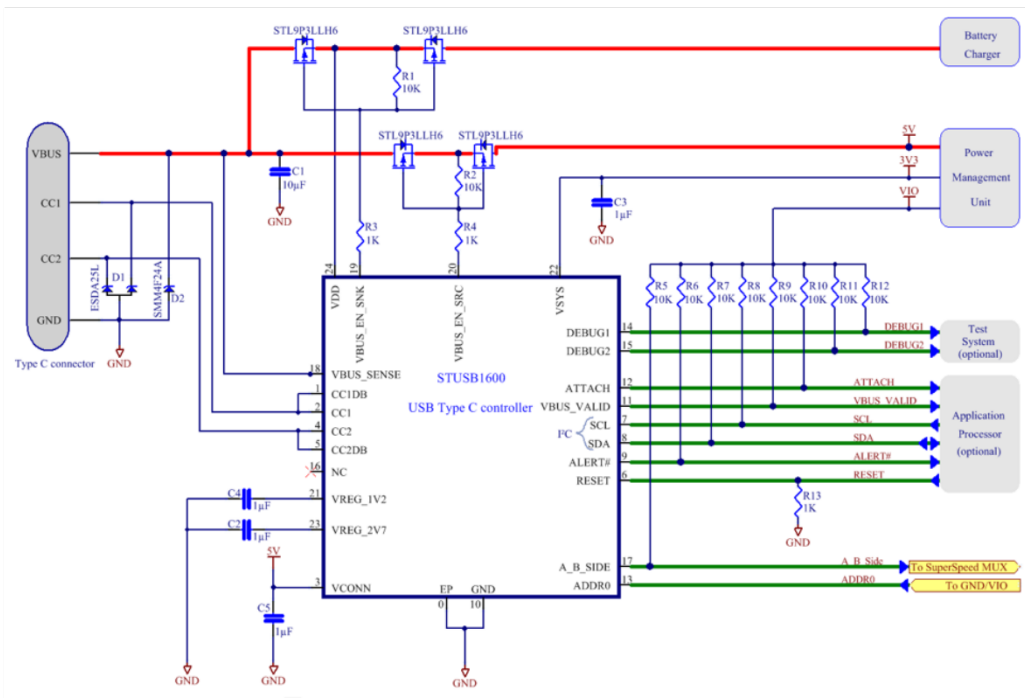 STL9P3LLH6
STL9P3LLH6
Battery
Charger
R1
10K
STL9P3LLH6
STL9P3LLH6
5V
3V3
VIO
Power
Management
Unit
VBUS
CC1
CC2
GND
Type C connector
C1
10µF
GND
R2
10K
C3
1µF
GND
R3
1K
R4
1K
ESDA25L
D1
SMM4F24A
D2
GND
R5
10K
R6
10K
R7
10K
R8
10K
R9
10K
R10
10K
R11
10K
R12
10K
24
19
20
22
VDD
VBUS_EN_SNK
VBUS_EN_SRC
VSYS
STUSB1600
USB Type C controller
18 VBUS_SENSE
1 CC1DB
2 CC1
4 CC2
5 CC2DB
16 NC
21 VREG_1V2
23 VREG_2V7
3 VCONN
DEBUG1 14 DEBUG1
DEBUG2 15 DEBUG2
Test
System
(optional)
ATTACH 12 ATTACH
VBUS_VALID 11 VBUS_VALID
I²C
SCL 7 SCL
SDA 8 SDA
ALERT# 9 ALERT#
RESET 6 RESET
Application
Processor
(optional)
R13
1K
GND
A_B_SIDE 17 A_B_Side To SuperSpeed MUX
ADDR0 13 ADDR0 To GND/VIO
C4
1µF
C2
1µF
5V
C5
1µF
EP GND
0 10
GND
GND
GND